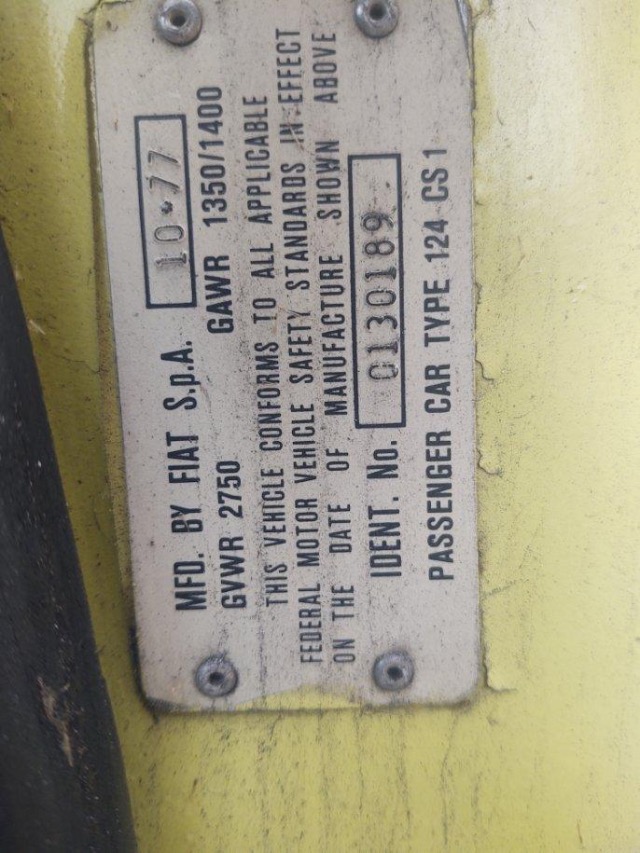 MFD. BY FIAT S.p.A. 10·77
GVWR 2750 GAWR 1350/1400
THIS VEHICLE CONFORMS TO ALL APPLICABLE
FEDERAL MOTOR VEHICLE SAFETY STANDARDS IN EFFECT
ON THE DATE OF MANUFACTURE SHOWN ABOVE
IDENT. No. 0130189
PASSENGER CAR TYPE 124 CS1